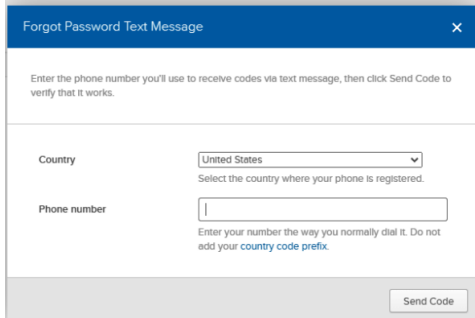 Forgot Password Text Message ×
Enter the phone number you'll use to receive codes via text message, then click Send Code to
verify that it works.
Country
United States
Select the country where your phone is registered.
Phone number
Enter your number the way you normally dial it. Do not
add your country code prefix.
Send Code